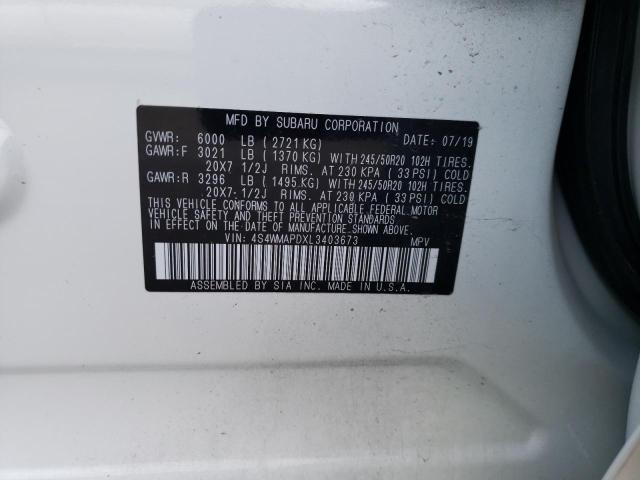 MFD BY SUBARU CORPORATION
GVWR: 6000 LB ( 2721 KG) DATE: 07/19
GAWR:F 3021 LB ( 1370 KG) WITH 245/50R20 102H TIRES.
20X7 1/2J RIMS. AT 230 KPA ( 33 PSI) COLD
GAWR:R 3296 LB ( 1495 KG) WITH 245/50R20 102H TIRES.
20X7 1/2J RIMS. AT 230 KPA ( 33 PSI) COLD
THIS VEHICLE CONFORMS TO ALL APPLICABLE FEDERAL MOTOR
VEHICLE SAFETY AND THEFT PREVENTION STANDARDS
IN EFFECT ON THE DATE OF MANUFACTURE SHOWN ABOVE.
VIN: 4S4WMAPDXL3403673 MPV
ASSEMBLED BY SIA INC. MADE IN U.S.A.